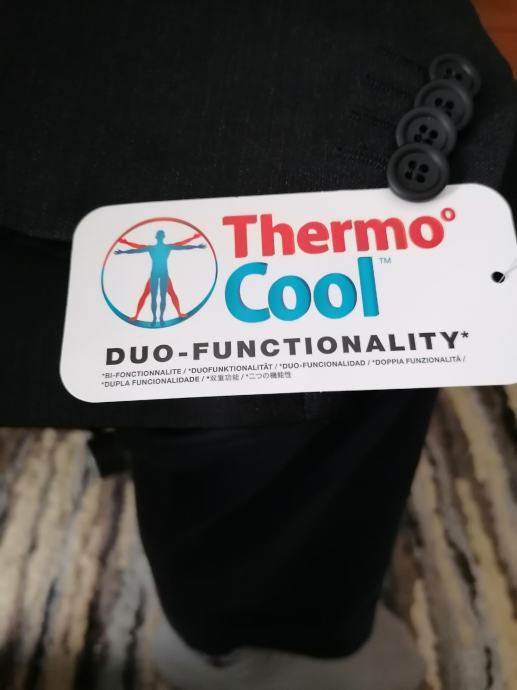 Thermo°
Cool™
DUO-FUNCTIONALITY*
*BI-FONCTIONNALITE / *DUOFUNKTIONALITÄT / *DUO-FUNCIONALIDAD / *DOPPIA FUNZIONALITÀ /
*DUPLA FUNCIONALIDADE / *双重功能 / *二つの機能性